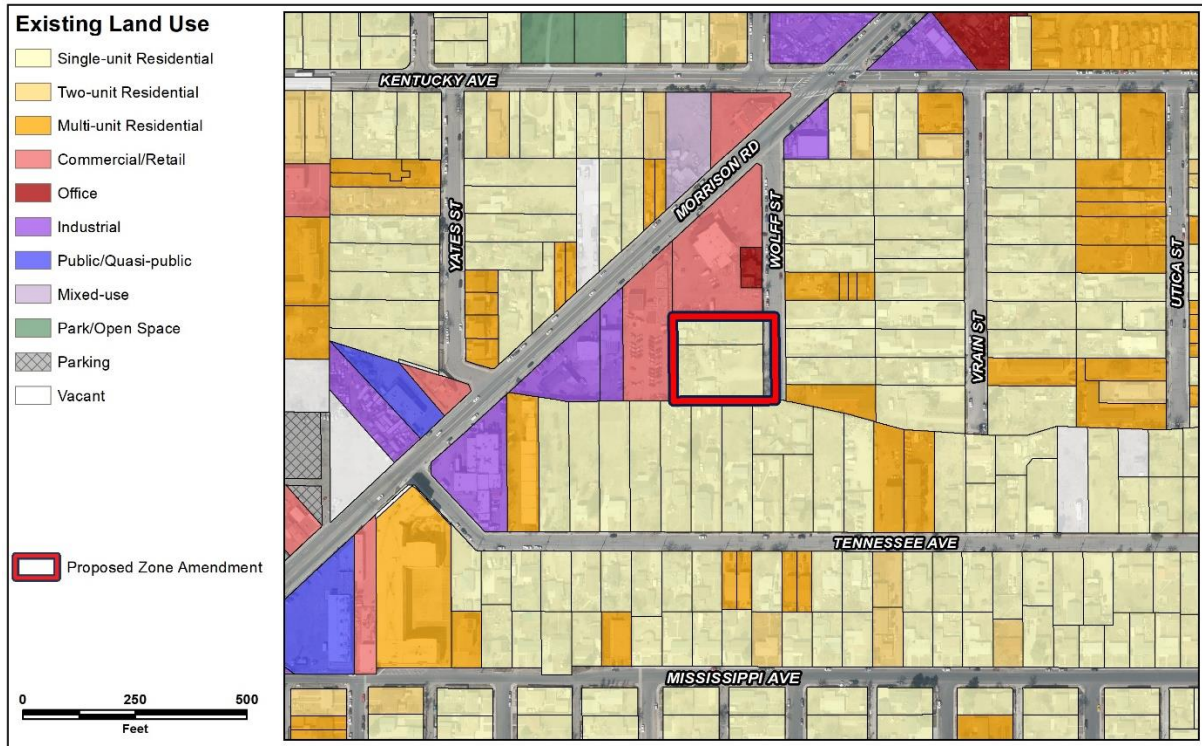 Existing Land Use
Single-unit Residential
Two-unit Residential
Multi-unit Residential
Commercial/Retail
Office
Industrial
Public/Quasi-public
Mixed-use
Park/Open Space
Parking
Vacant
Proposed Zone Amendment
0 250 500
Feet
KENTUCKY AVE
MORRISON RD
WOLFF ST
YATES ST
VRAIN ST
UTICA ST
TENNESSEE AVE
MISSISSIPPI AVE